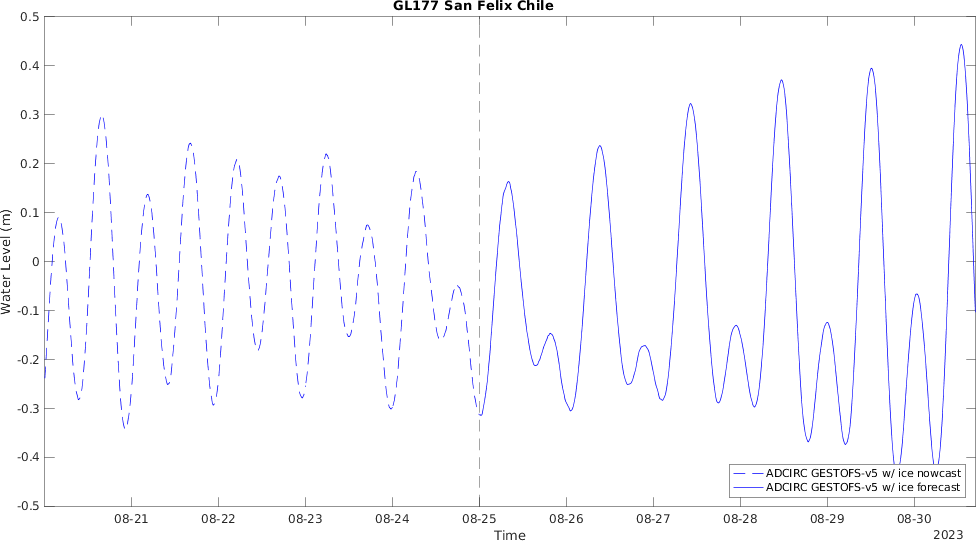 GL177 San Felix Chile
Water Level (m)
0.5
0.4
0.3
0.2
0.1
0
-0.1
-0.2
-0.3
-0.4
-0.5
ADCIRC GESTOFS-v5 w/ ice nowcast
ADCIRC GESTOFS-v5 w/ ice forecast
08-21 08-22 08-23 08-24 08-25 08-26 08-27 08-28 08-29 08-30
Time
2023